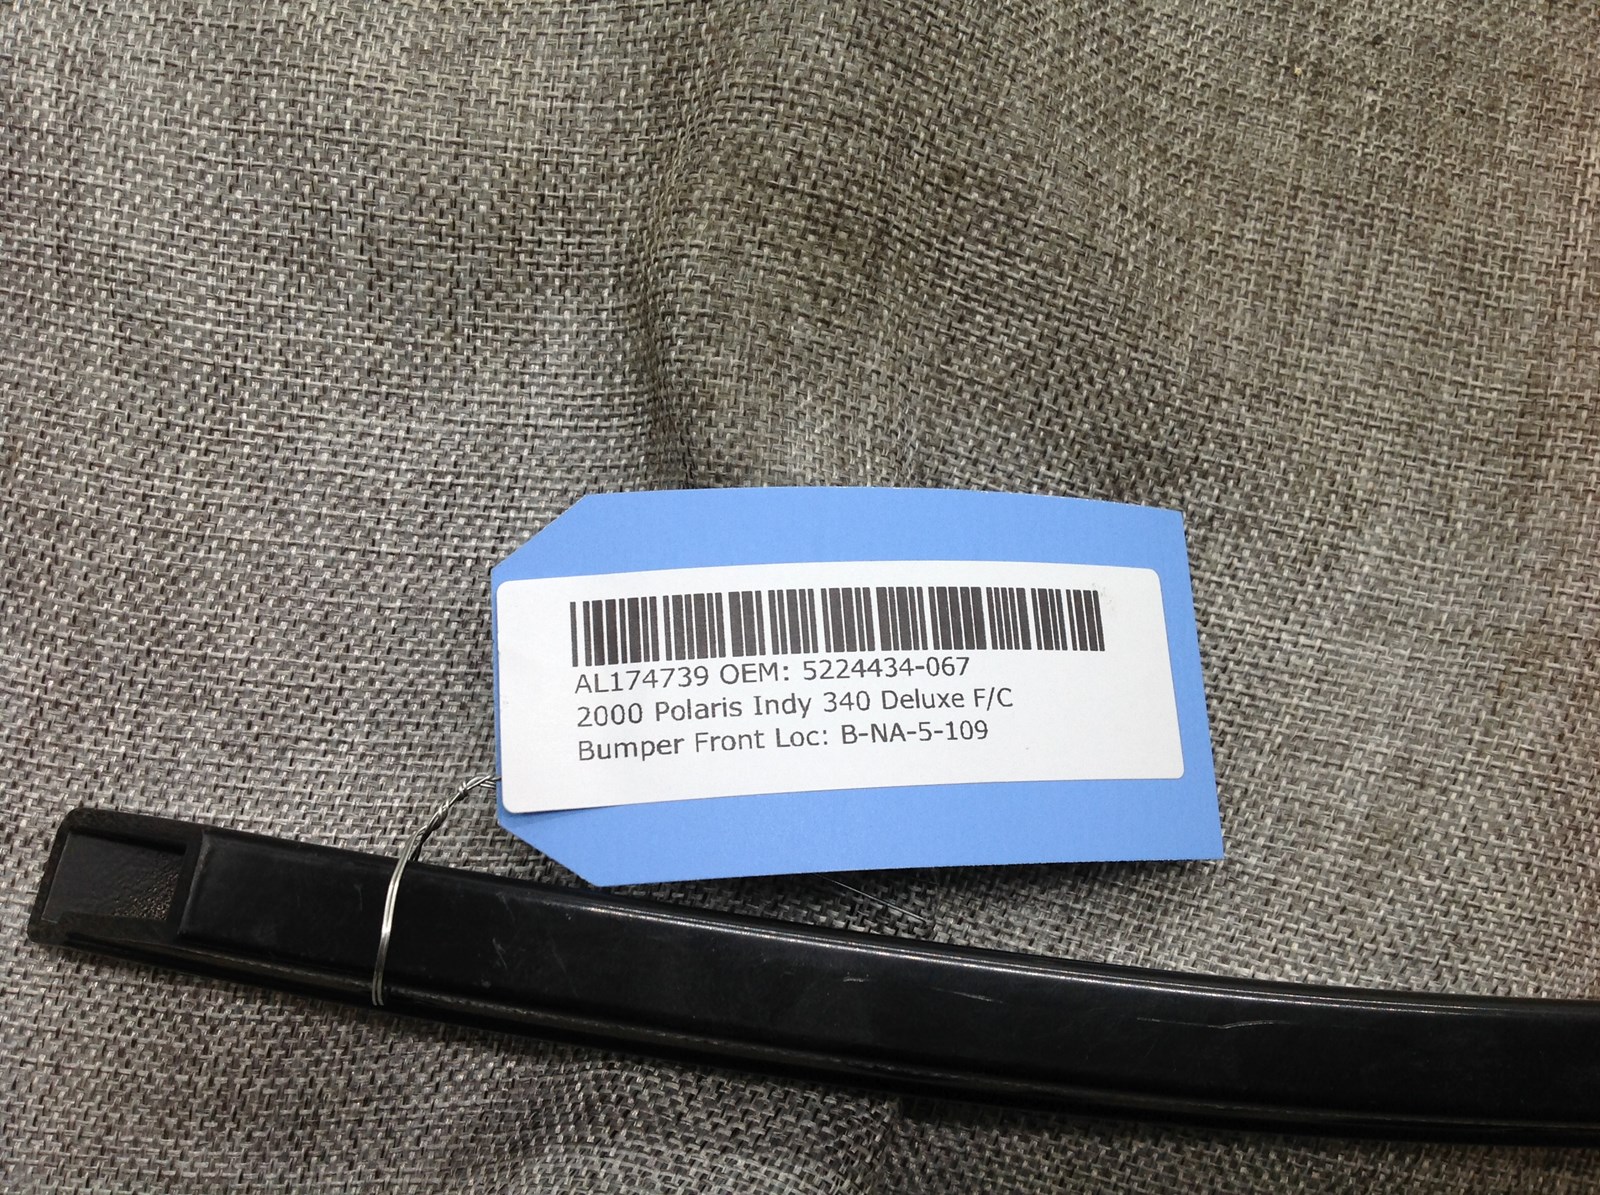 AL174739 OEM: 5224434-067
2000 Polaris Indy 340 Deluxe F/C
Bumper Front Loc: B-NA-5-109